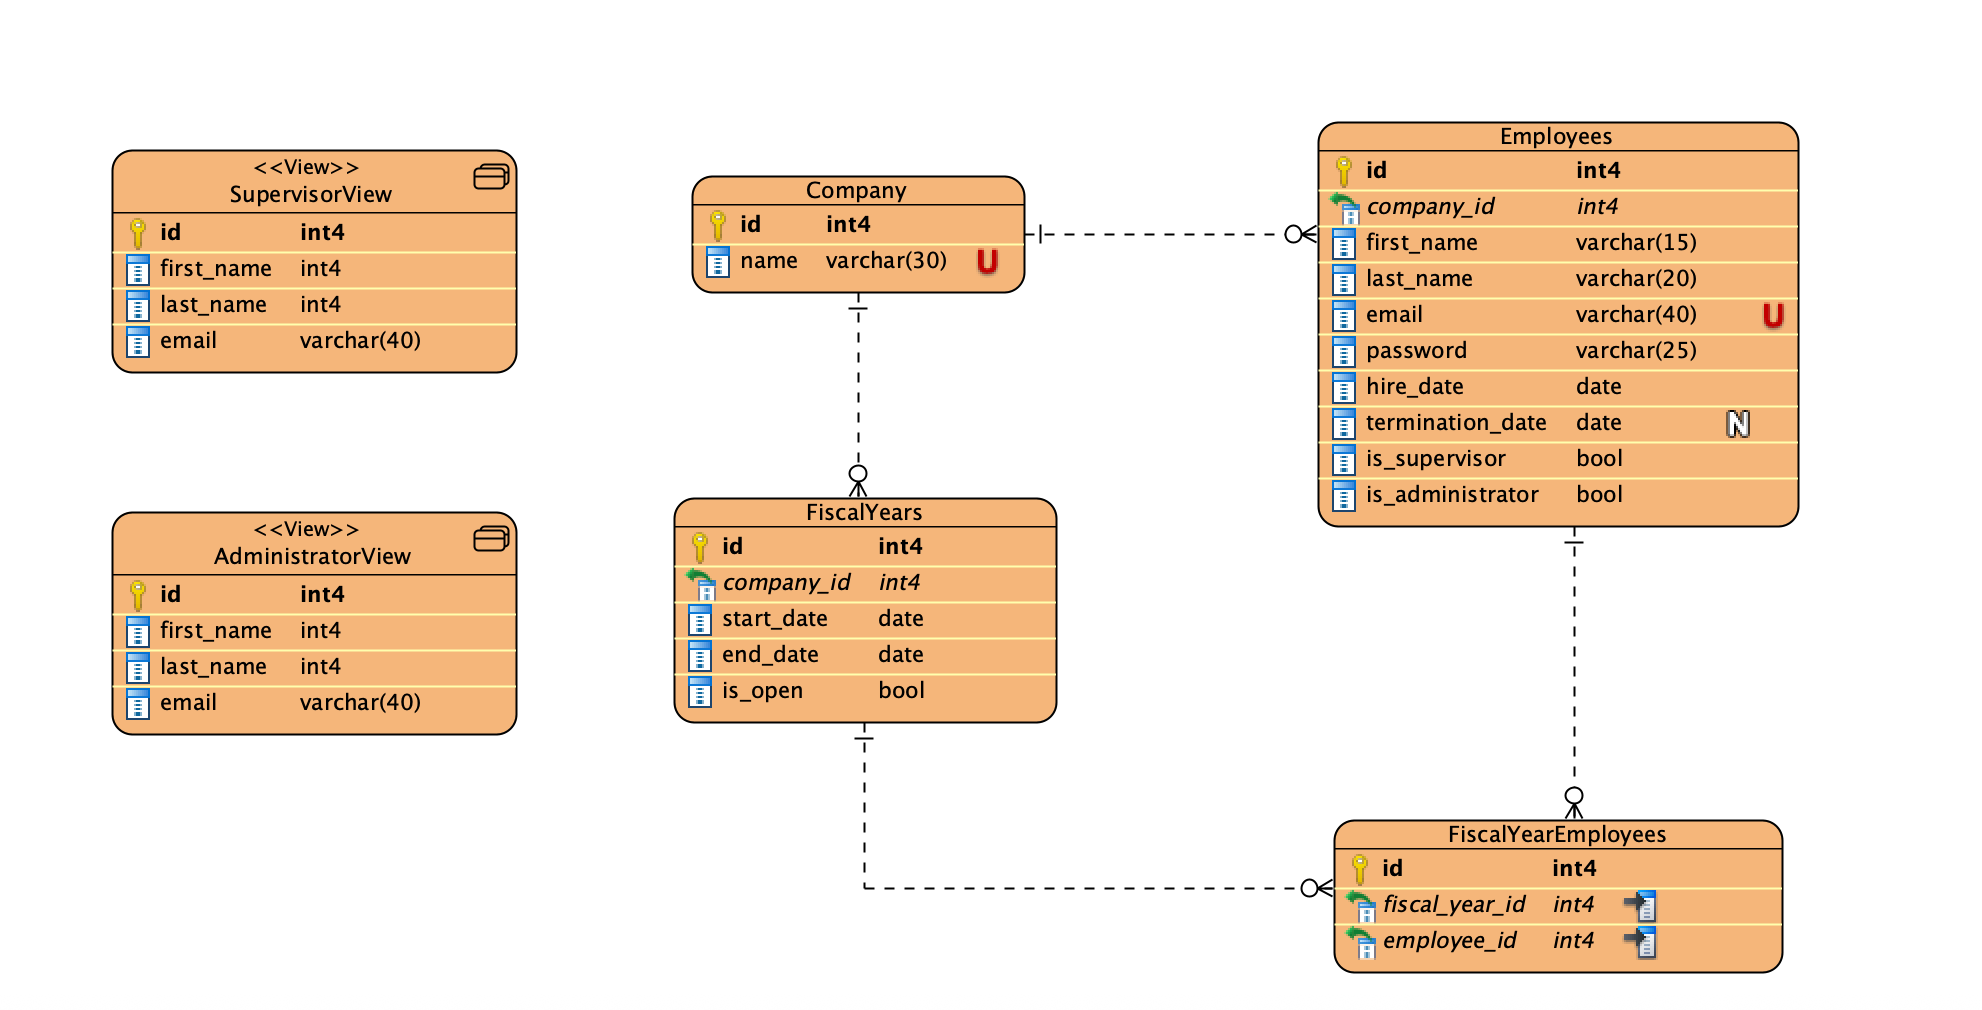 <<View>>
SupervisorView
id int4
first_name int4
last_name int4
email varchar(40)
<<View>>
AdministratorView
id int4
first_name int4
last_name int4
email varchar(40)
Company
id int4
name varchar(30) U
FiscalYears
id int4
company_id int4
start_date date
end_date date
is_open bool
Employees
id int4
company_id int4
first_name varchar(15)
last_name varchar(20)
email varchar(40) U
password varchar(25)
hire_date date
termination_date date N
is_supervisor bool
is_administrator bool
FiscalYearEmployees
id int4
fiscal_year_id int4
employee_id int4